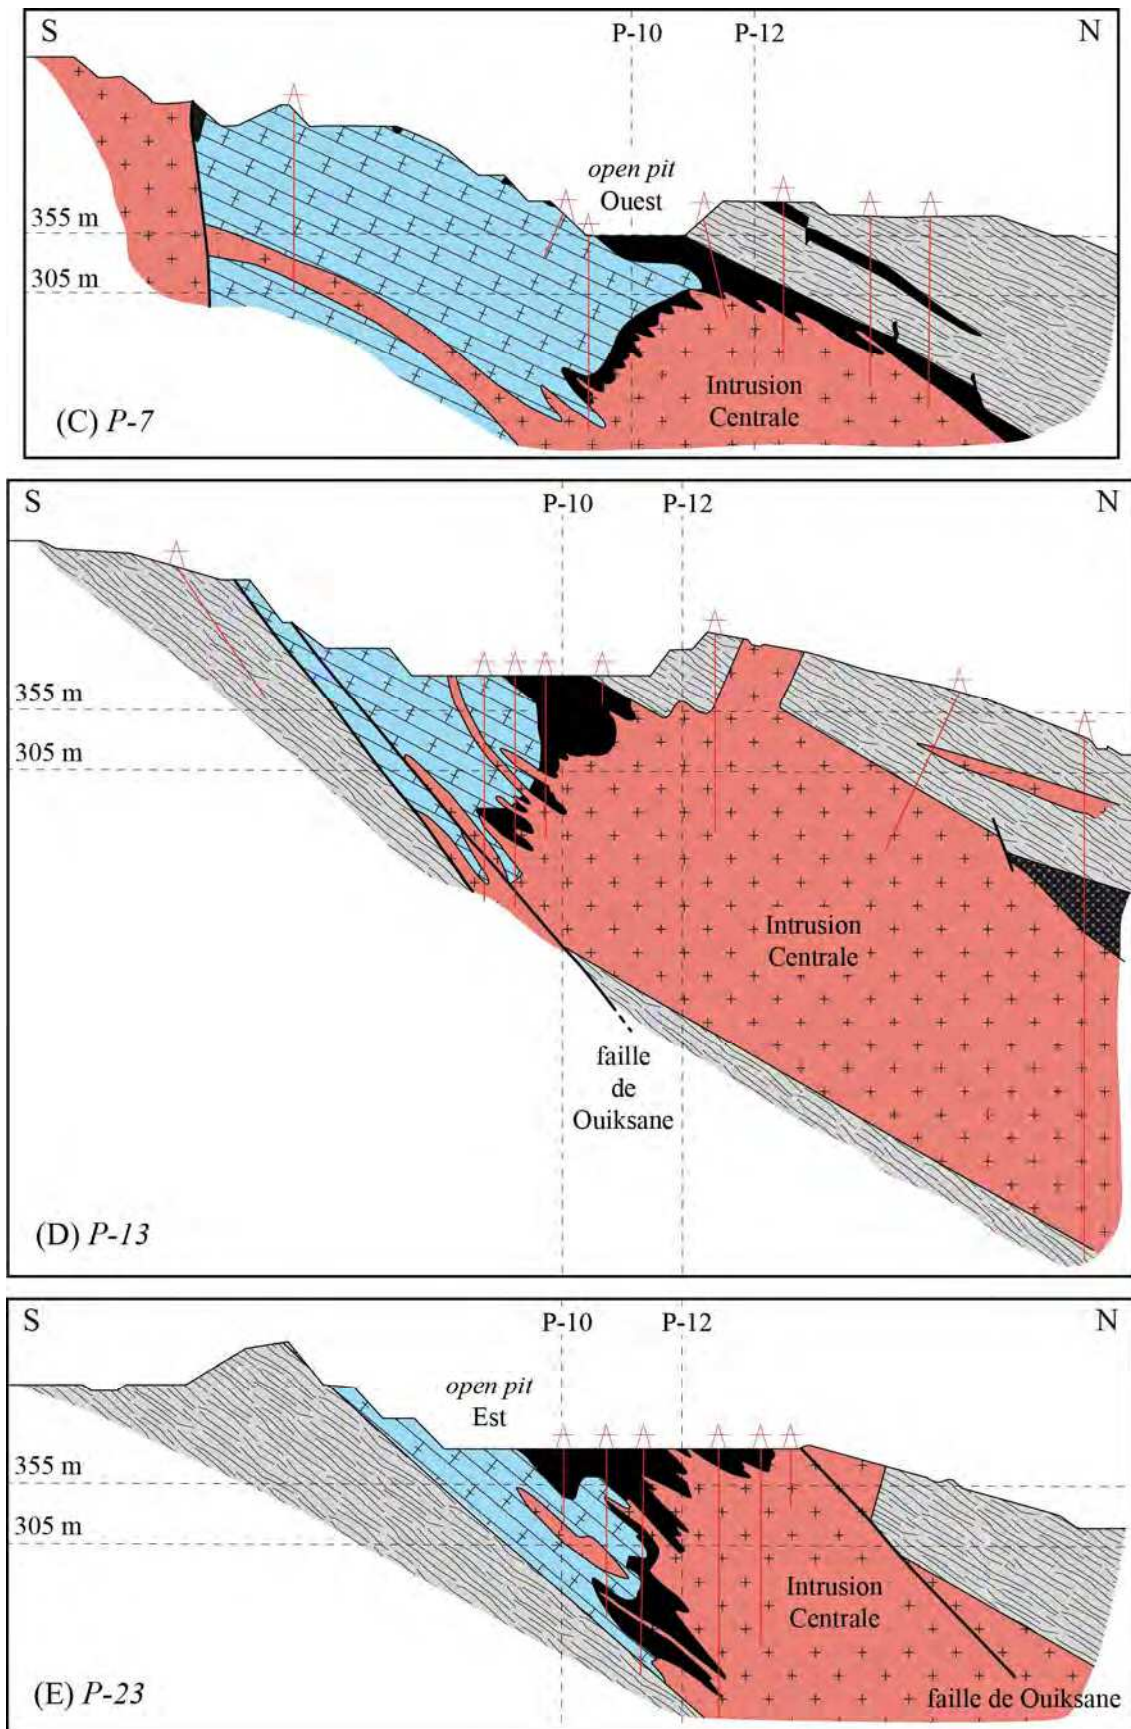 S P-10 P-12 N
open pit
Ouest
355 m
305 m
Intrusion
Centrale
(C) P-7
S P-10 P-12 N
355 m
305 m
Intrusion
Centrale
faille
de
Ouiksane
(D) P-13
S P-10 P-12 N
open pit
Est
355 m
305 m
Intrusion
Centrale
(E) P-23
faille de Ouiksane